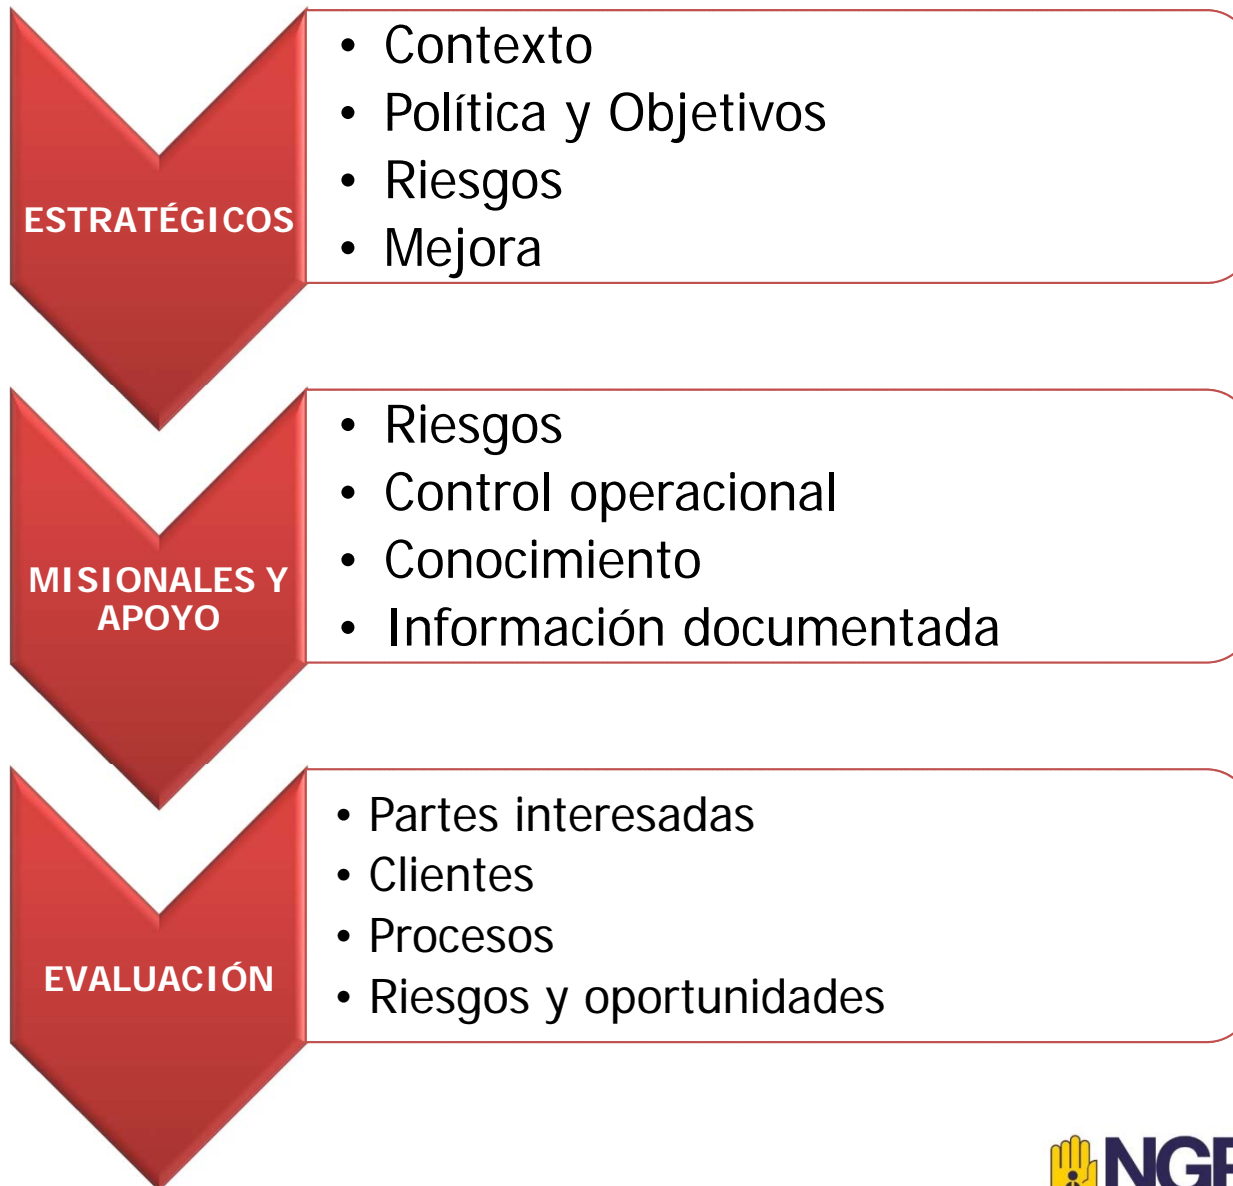 ESTRATÉGICOS
• Contexto
• Política y Objetivos
• Riesgos
• Mejora
MISIONALES Y
APOYO
• Riesgos
• Control operacional
• Conocimiento
• Información documentada
EVALUACIÓN
• Partes interesadas
• Clientes
• Procesos
• Riesgos y oportunidades